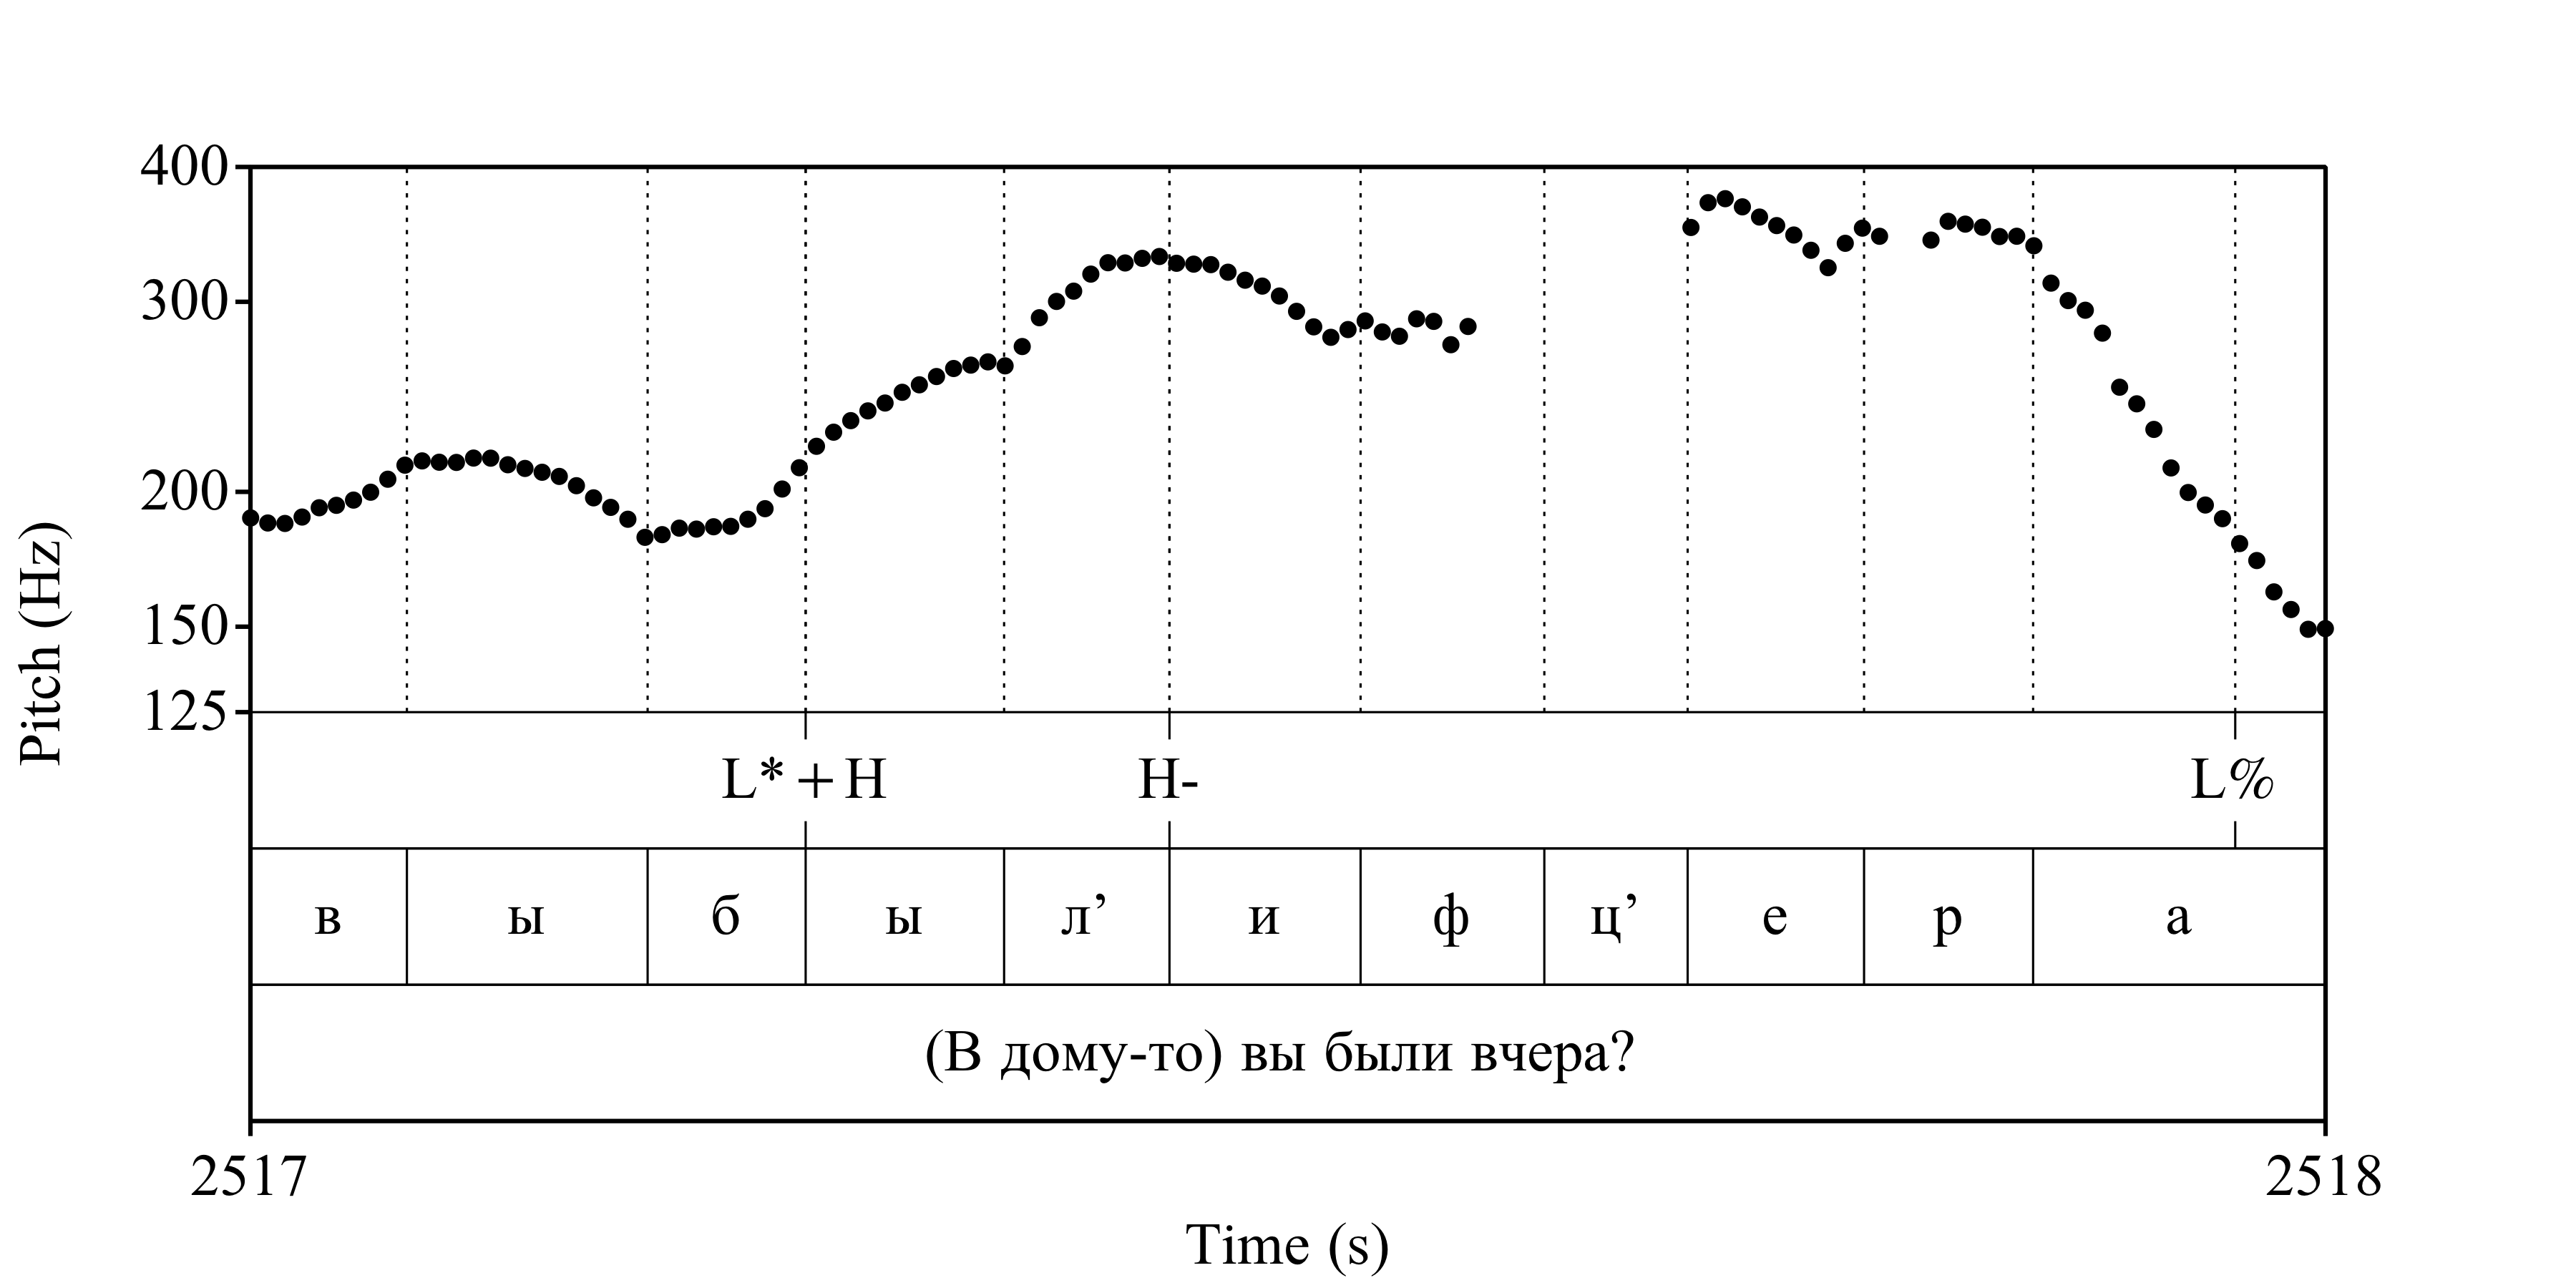 400
300
200
150
125
Pitch (Hz)
L*+H H- L%
в ы б ы л’ и ф ц’ е р а
(В дому-то) вы были вчера?
2517 2518
Time (s)